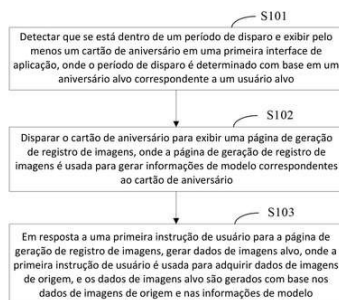 S101
Detectar que se está dentro de um período de disparo e exibir pelo
menos um cartão de aniversário em uma primeira interface de
aplicação, onde o período de disparo é determinado com base em um
aniversário alvo correspondente a um usuário alvo
S102
Disparar o cartão de aniversário para exibir uma página de geração
de registro de imagens, onde a página de geração de registro de
imagens é usada para gerar informações de modelo correspondentes
ao cartão de aniversário
S103
Em resposta a uma primeira instrução de usuário para a página de
geração de registro de imagens, gerar dados de imagens alvo, onde a
primeira instrução de usuário é usada para adquirir dados de imagens
de origem, e os dados de imagens alvo são gerados com base nos
dados de imagens de origem e nas informações de modelo